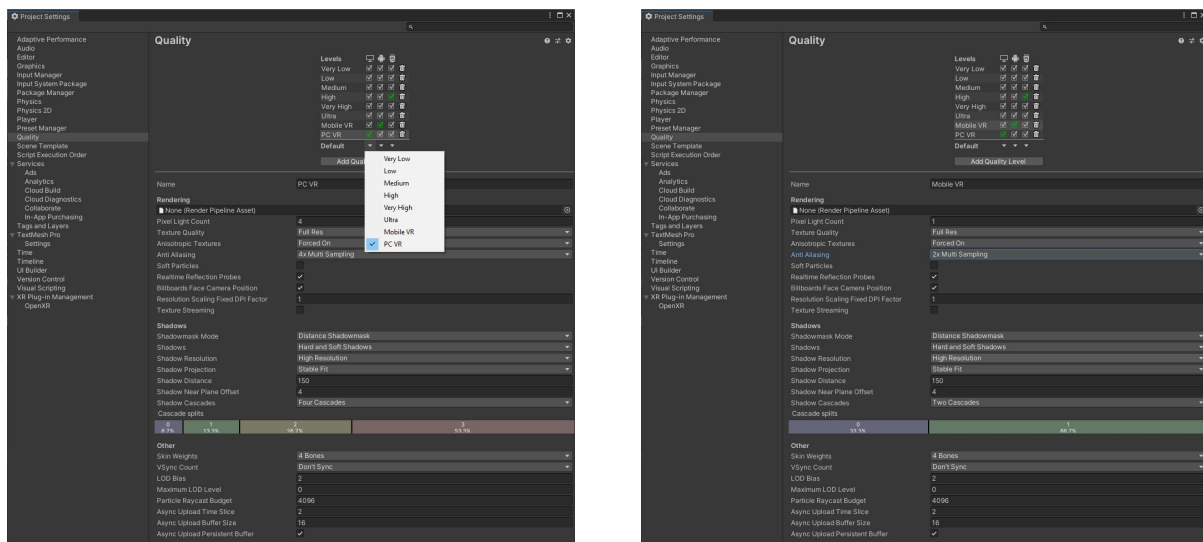 Project Settings
Adaptive Performance
Audio
Editor
Graphics
Input Manager
Input System Package
Package Manager
Physics
Physics 2D
Player
Preset Manager
Quality
Scene Template
Script Execution Order
Services
Ads
Analytics
Cloud Build
Cloud Diagnostics
Collaborate
In-App Purchasing
Tags and Layers
TextMesh Pro
Settings
Time
Timeline
UI Builder
Version Control
Visual Scripting
XR Plug-in Management
OpenXR
Quality
Levels
Very Low
Low
Medium
High
Very High
Ultra
Mobile VR
PC VR
Default
Add Qua
Very Low
Low
Medium
High
Very High
Ultra
Mobile VR
PC VR
Name PC VR
Rendering
None (Render Pipeline Asset)
Pixel Light Count 4
Texture Quality Full Res
Anisotropic Textures Forced On
Anti Aliasing 4x Multi Sampling
Soft Particles
Realtime Reflection Probes
Billboards Face Camera Position
Resolution Scaling Fixed DPI Factor 1
Texture Streaming
Shadows
Shadowmask Mode Distance Shadowmask
Shadows Hard and Soft Shadows
Shadow Resolution High Resolution
Shadow Projection Stable Fit
Shadow Distance 150
Shadow Near Plane Offset 4
Shadow Cascades Four Cascades
Cascade splits
0 1 2 3
6.7% 13.3% 26.7% 53.3%
Other
Skin Weights 4 Bones
VSync Count Don't Sync
LOD Bias 2
Maximum LOD Level 0
Particle Raycast Budget 4096
Async Upload Time Slice 2
Async Upload Buffer Size 16
Async Upload Persistent Buffer
Project Settings
Adaptive Performance
Audio
Editor
Graphics
Input Manager
Input System Package
Package Manager
Physics
Physics 2D
Player
Preset Manager
Quality
Scene Template
Script Execution Order
Services
Ads
Analytics
Cloud Build
Cloud Diagnostics
Collaborate
In-App Purchasing
Tags and Layers
TextMesh Pro
Settings
Time
Timeline
UI Builder
Version Control
Visual Scripting
XR Plug-in Management
OpenXR
Quality
Levels
Very Low
Low
Medium
High
Very High
Ultra
Mobile VR
PC VR
Default
Add Quality Level
Name Mobile VR
Rendering
None (Render Pipeline Asset)
Pixel Light Count 1
Texture Quality Full Res
Anisotropic Textures Forced On
Anti Aliasing 2x Multi Sampling
Soft Particles
Realtime Reflection Probes
Billboards Face Camera Position
Resolution Scaling Fixed DPI Factor 1
Texture Streaming
Shadows
Shadowmask Mode Distance Shadowmask
Shadows Hard and Soft Shadows
Shadow Resolution High Resolution
Shadow Projection Stable Fit
Shadow Distance 150
Shadow Near Plane Offset 4
Shadow Cascades Two Cascades
Cascade splits
0 1
33.3% 66.7%
Other
Skin Weights 4 Bones
VSync Count Don't Sync
LOD Bias 2
Maximum LOD Level 0
Particle Raycast Budget 4096
Async Upload Time Slice 2
Async Upload Buffer Size 16
Async Upload Persistent Buffer